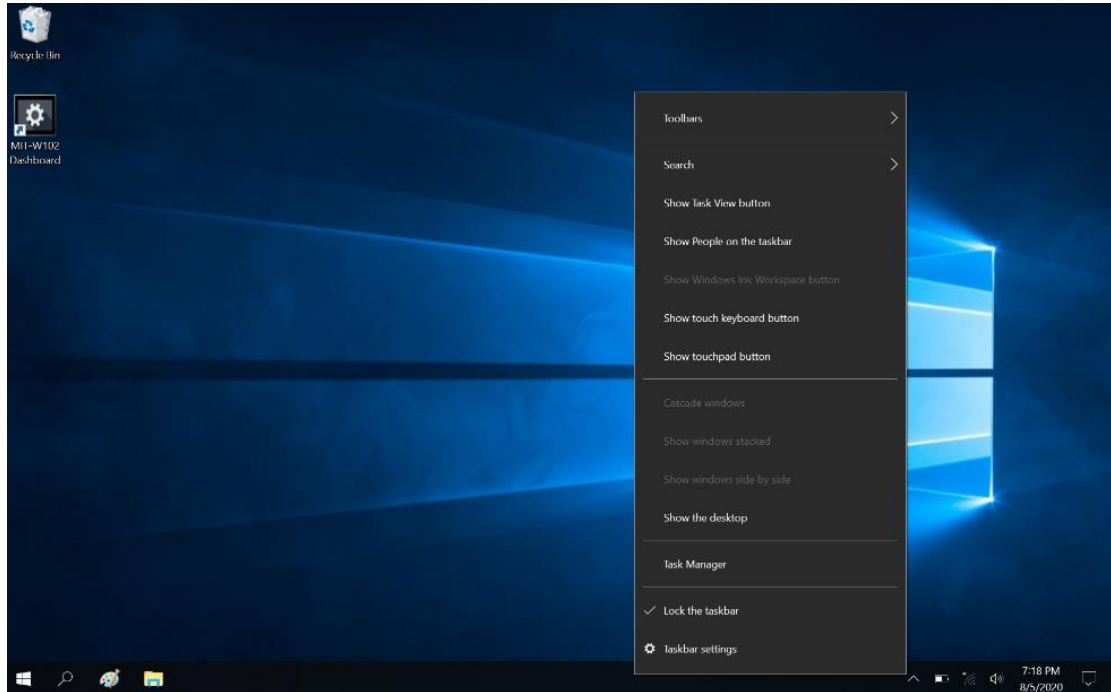 Recycle Bin
MIT-W102
Dashboard
Toolbars
Search
Show Task View button
Show People on the taskbar
Show Windows Ink Workspace button
Show touch keyboard button
Show touchpad button
Cascade windows
Show windows stacked
Show windows side by side
Show the desktop
Task Manager
Lock the taskbar
Taskbar settings
7:18 PM
8/5/2020